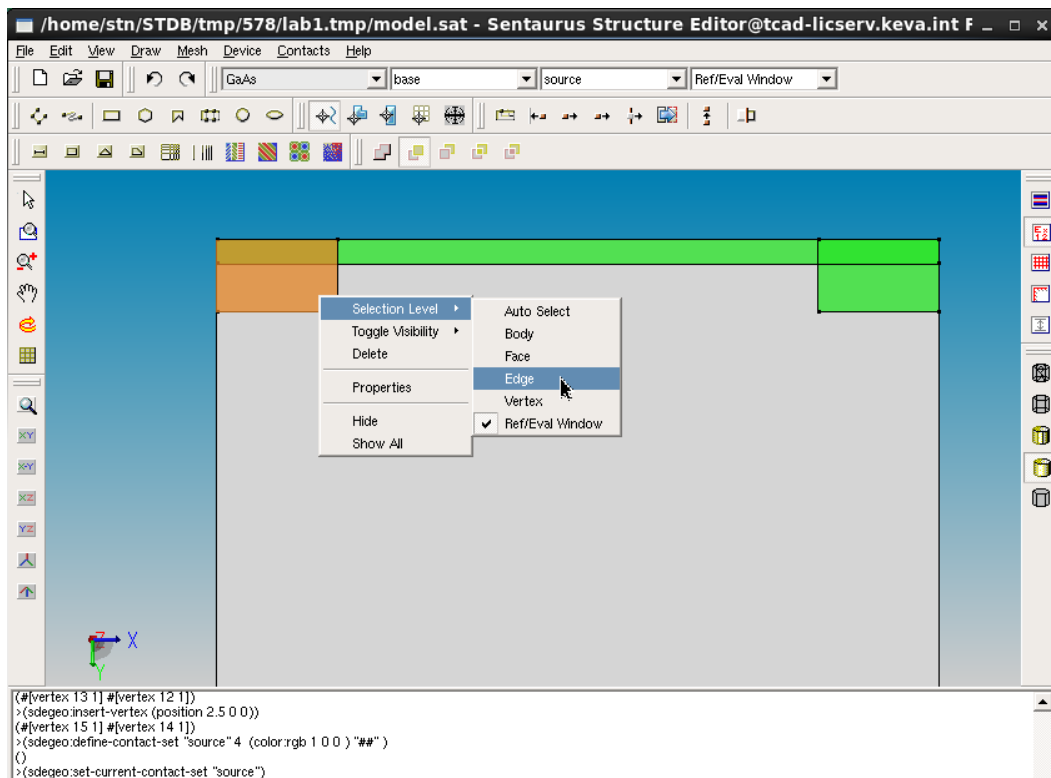 /home/stn/STDB/tmp/578/lab1.tmp/model.sat - Sentaurus Structure Editor@tcad-licserv.keva.int F
File Edit View Draw Mesh Device Contacts Help
GaAs base source Ref/Eval Window
Selection Level
Toggle Visibility
Delete
Properties
Hide
Show All
Auto Select
Body
Face
Edge
Vertex
Ref/Eval Window
XY
X-Y
XZ
YZ
Z X
Y
(#[vertex 13 1] #[vertex 12 1])
>(sdegeo:insert-vertex (position 2.5 0 0))
(#[vertex 15 1] #[vertex 14 1])
>(sdegeo:define-contact-set "source" 4 (color:rgb 1 0 0 ) "##" )
()
>(sdegeo:set-current-contact-set "source")